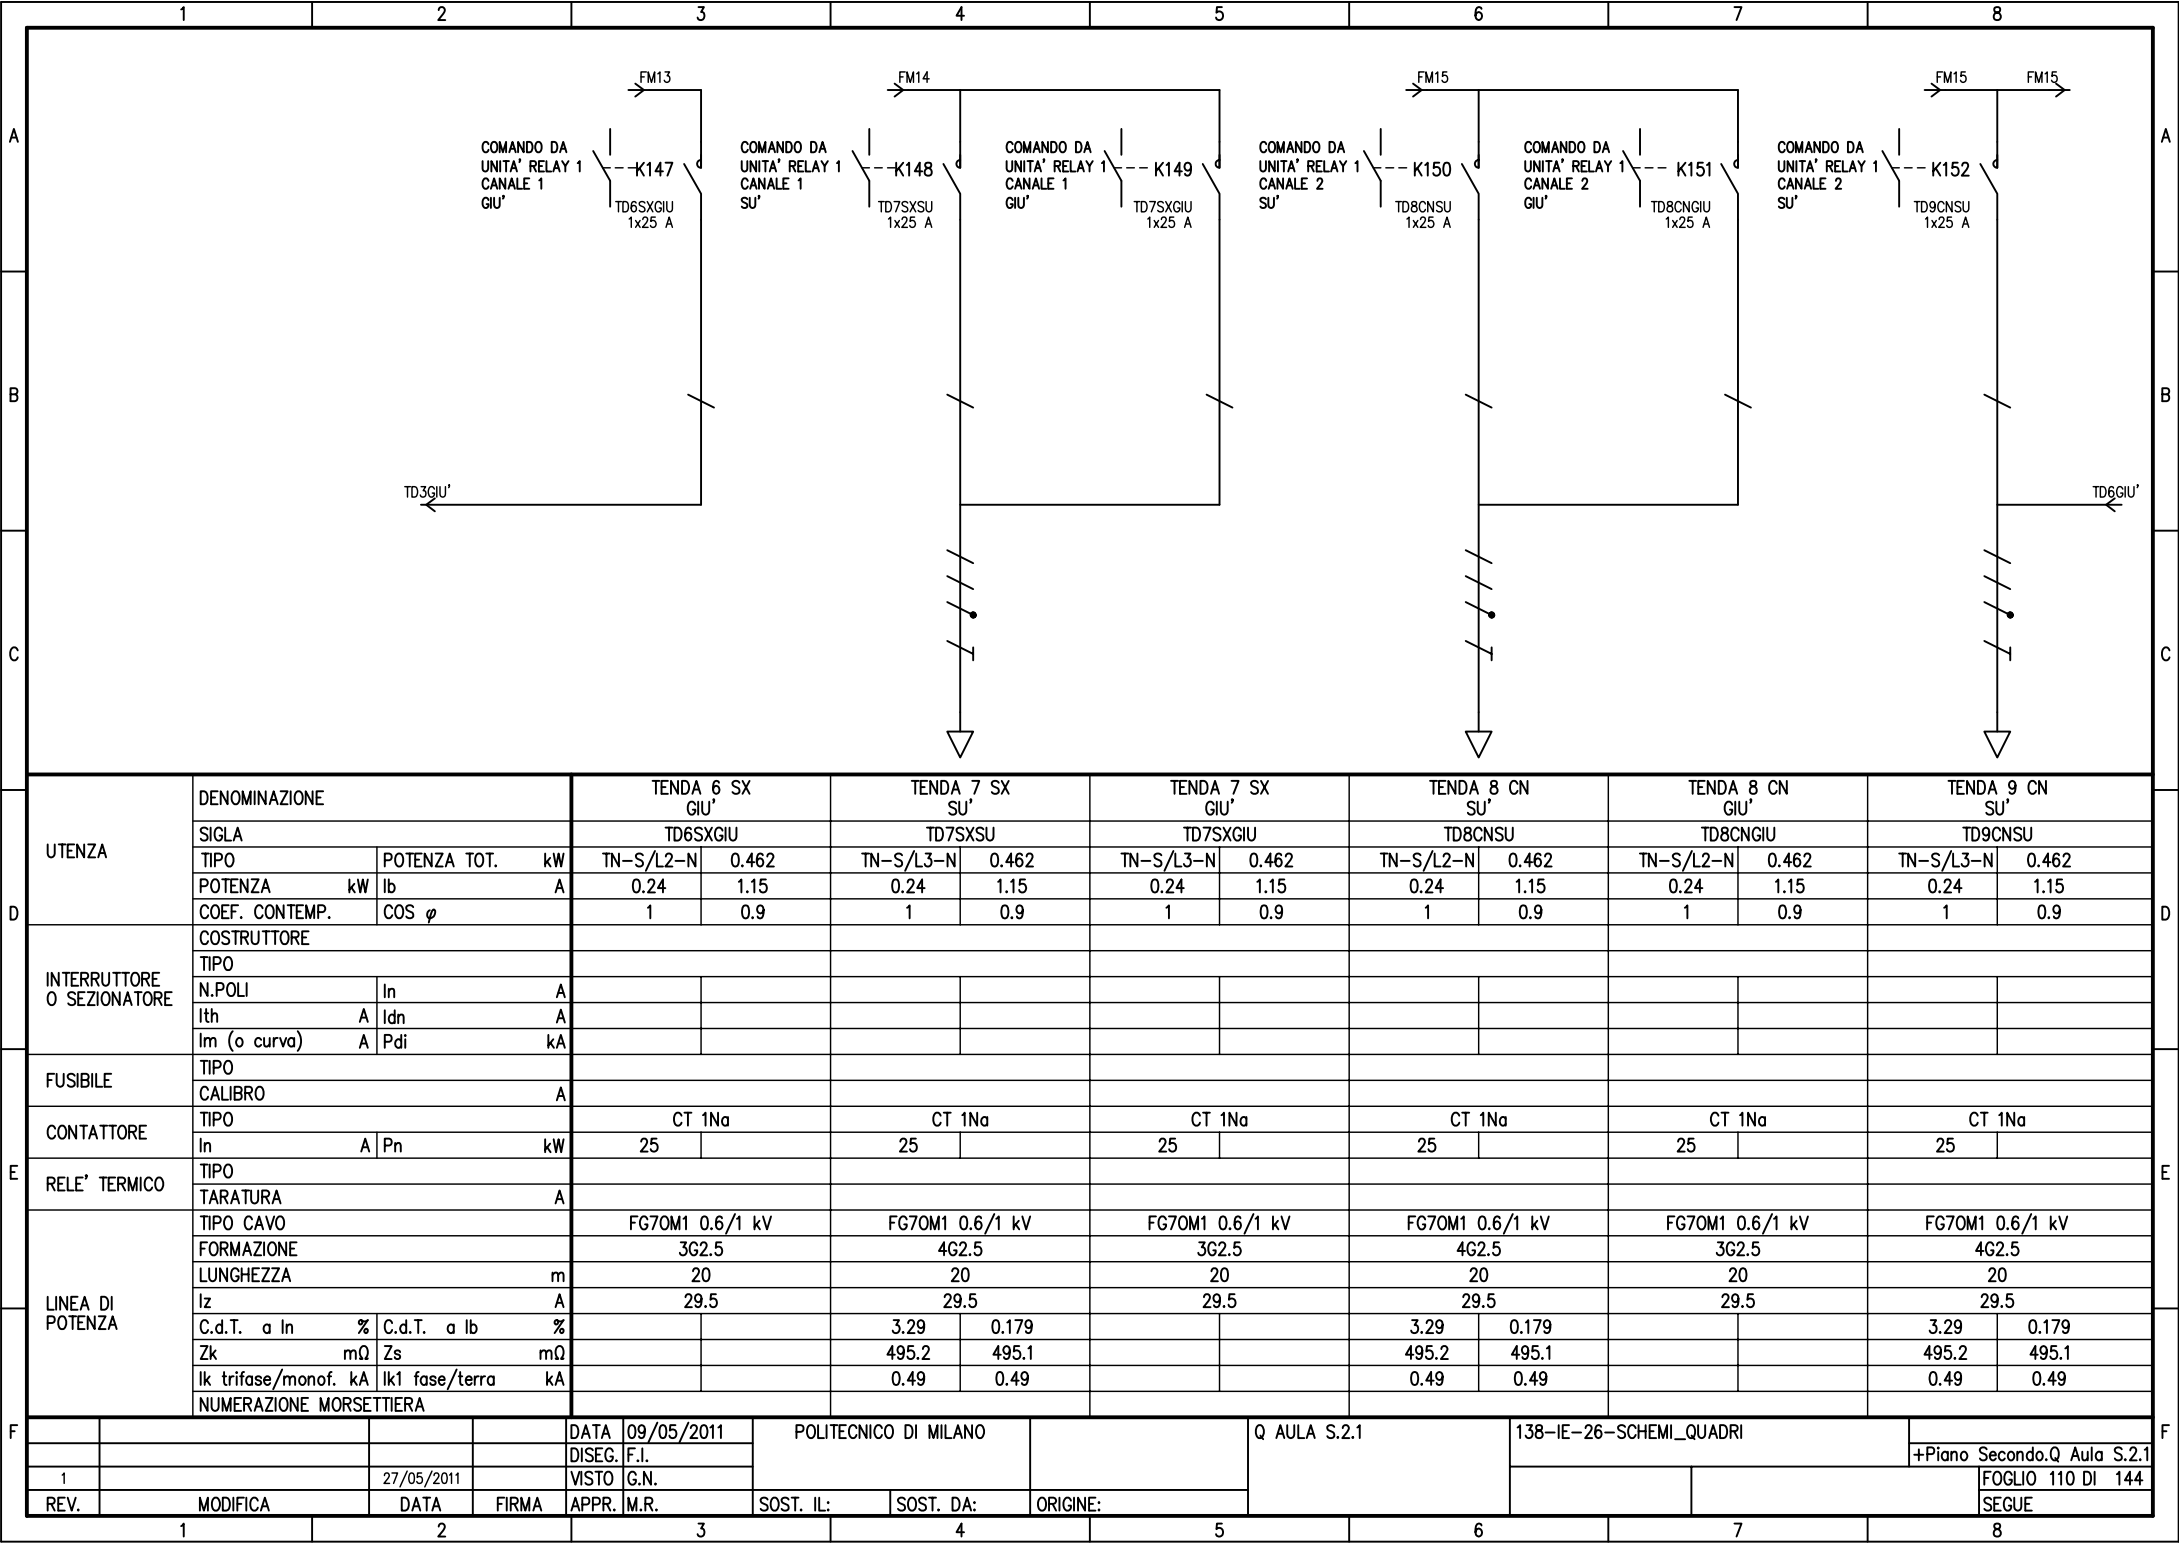 1 2 3 4 5 6 7 8
FM13 FM14 FM15 FM15 FM15
A A
COMANDO DA
UNITA' RELAY 1
CANALE 1
GIU'
K147
TD6SXGIU
1x25 A
COMANDO DA
UNITA' RELAY 1
CANALE 1
SU'
K148
TD7SXSU
1x25 A
COMANDO DA
UNITA' RELAY 1
CANALE 1
GIU'
K149
TD7SXGIU
1x25 A
COMANDO DA
UNITA' RELAY 1
CANALE 2
SU'
K150
TD8CNSU
1x25 A
COMANDO DA
UNITA' RELAY 1
CANALE 2
GIU'
K151
TD8CNGIU
1x25 A
COMANDO DA
UNITA' RELAY 1
CANALE 2
SU'
K152
TD9CNSU
1x25 A
B B
TD3GIU' TD6GIU'
C C
UTENZA
DENOMINAZIONE
TENDA 6 SX TENDA 7 SX TENDA 7 SX TENDA 8 CN TENDA 8 CN TENDA 9 CN
GIU' SU' GIU' SU' GIU' SU'
SIGLA TD6SXGIU TD7SXSU TD7SXGIU TD8CNSU TD8CNGIU TD9CNSU
TIPO POTENZA TOT. kW TN-S/L2-N 0.462 TN-S/L3-N 0.462 TN-S/L3-N 0.462 TN-S/L2-N 0.462 TN-S/L2-N 0.462 TN-S/L3-N 0.462
POTENZA kW Ib A 0.24 1.15 0.24 1.15 0.24 1.15 0.24 1.15 0.24 1.15 0.24 1.15
D D
COEF. CONTEMP. COS φ 1 0.9 1 0.9 1 0.9 1 0.9 1 0.9 1 0.9
INTERRUTTORE
O SEZIONATORE
COSTRUTTORE
TIPO
N.POLI In A
Ith A Idn A
Im (o curva) A Pdi kA
FUSIBILE
TIPO
CALIBRO A
CONTATTORE
TIPO CT 1Na CT 1Na CT 1Na CT 1Na CT 1Na CT 1Na
In A Pn kW 25 25 25 25 25 25
E E
RELE' TERMICO
TIPO
TARATURA A
LINEA DI
POTENZA
TIPO CAVO FG7OM1 0.6/1 kV FG7OM1 0.6/1 kV FG7OM1 0.6/1 kV FG7OM1 0.6/1 kV FG7OM1 0.6/1 kV FG7OM1 0.6/1 kV
FORMAZIONE 3G2.5 4G2.5 3G2.5 4G2.5 3G2.5 4G2.5
LUNGHEZZA m 20 20 20 20 20 20
Iz A 29.5 29.5 29.5 29.5 29.5 29.5
C.d.T. a In % C.d.T. a Ib % 3.29 0.179 3.29 0.179 3.29 0.179
Zk mΩ Zs mΩ 495.2 495.1 495.2 495.1 495.2 495.1
Ik trifase/monof. kA Ik1 fase/terra kA 0.49 0.49 0.49 0.49 0.49 0.49
NUMERAZIONE MORSETTIERA
F F
DATA 09/05/2011 POLITECNICO DI MILANO Q AULA S.2.1 138-IE-26-SCHEMI_QUADRI
DISEG. F.I. +Piano Secondo.Q Aula S.2.1
1 27/05/2011 VISTO G.N. FOGLIO 110 DI 144
REV. MODIFICA DATA FIRMA APPR. M.R. SOST. IL: SOST. DA: ORIGINE: SEGUE
1 2 3 4 5 6 7 8